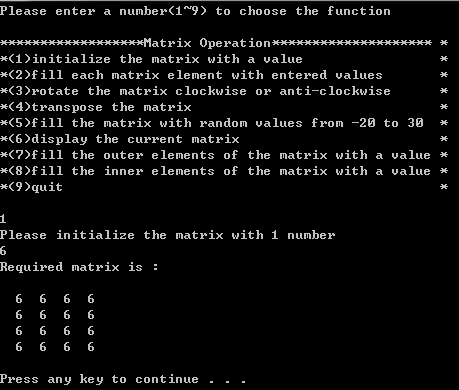 Please enter a number(1~9) to choose the function
*****************Matrix Operation******************* *
*(1)initialize the matrix with a value *
*(2)fill each matrix element with entered values *
*(3)rotate the matrix clockwise or anti-clockwise *
*(4)transpose the matrix *
*(5)fill the matrix with random values from -20 to 30 *
*(6)display the current matrix *
*(7)fill the outer elements of the matrix with a value *
*(8)fill the inner elements of the matrix with a value *
*(9)quit *
1
Please initialize the matrix with 1 number
6
Required matrix is :
6 6 6 6
6 6 6 6
6 6 6 6
6 6 6 6
Press any key to continue . . .